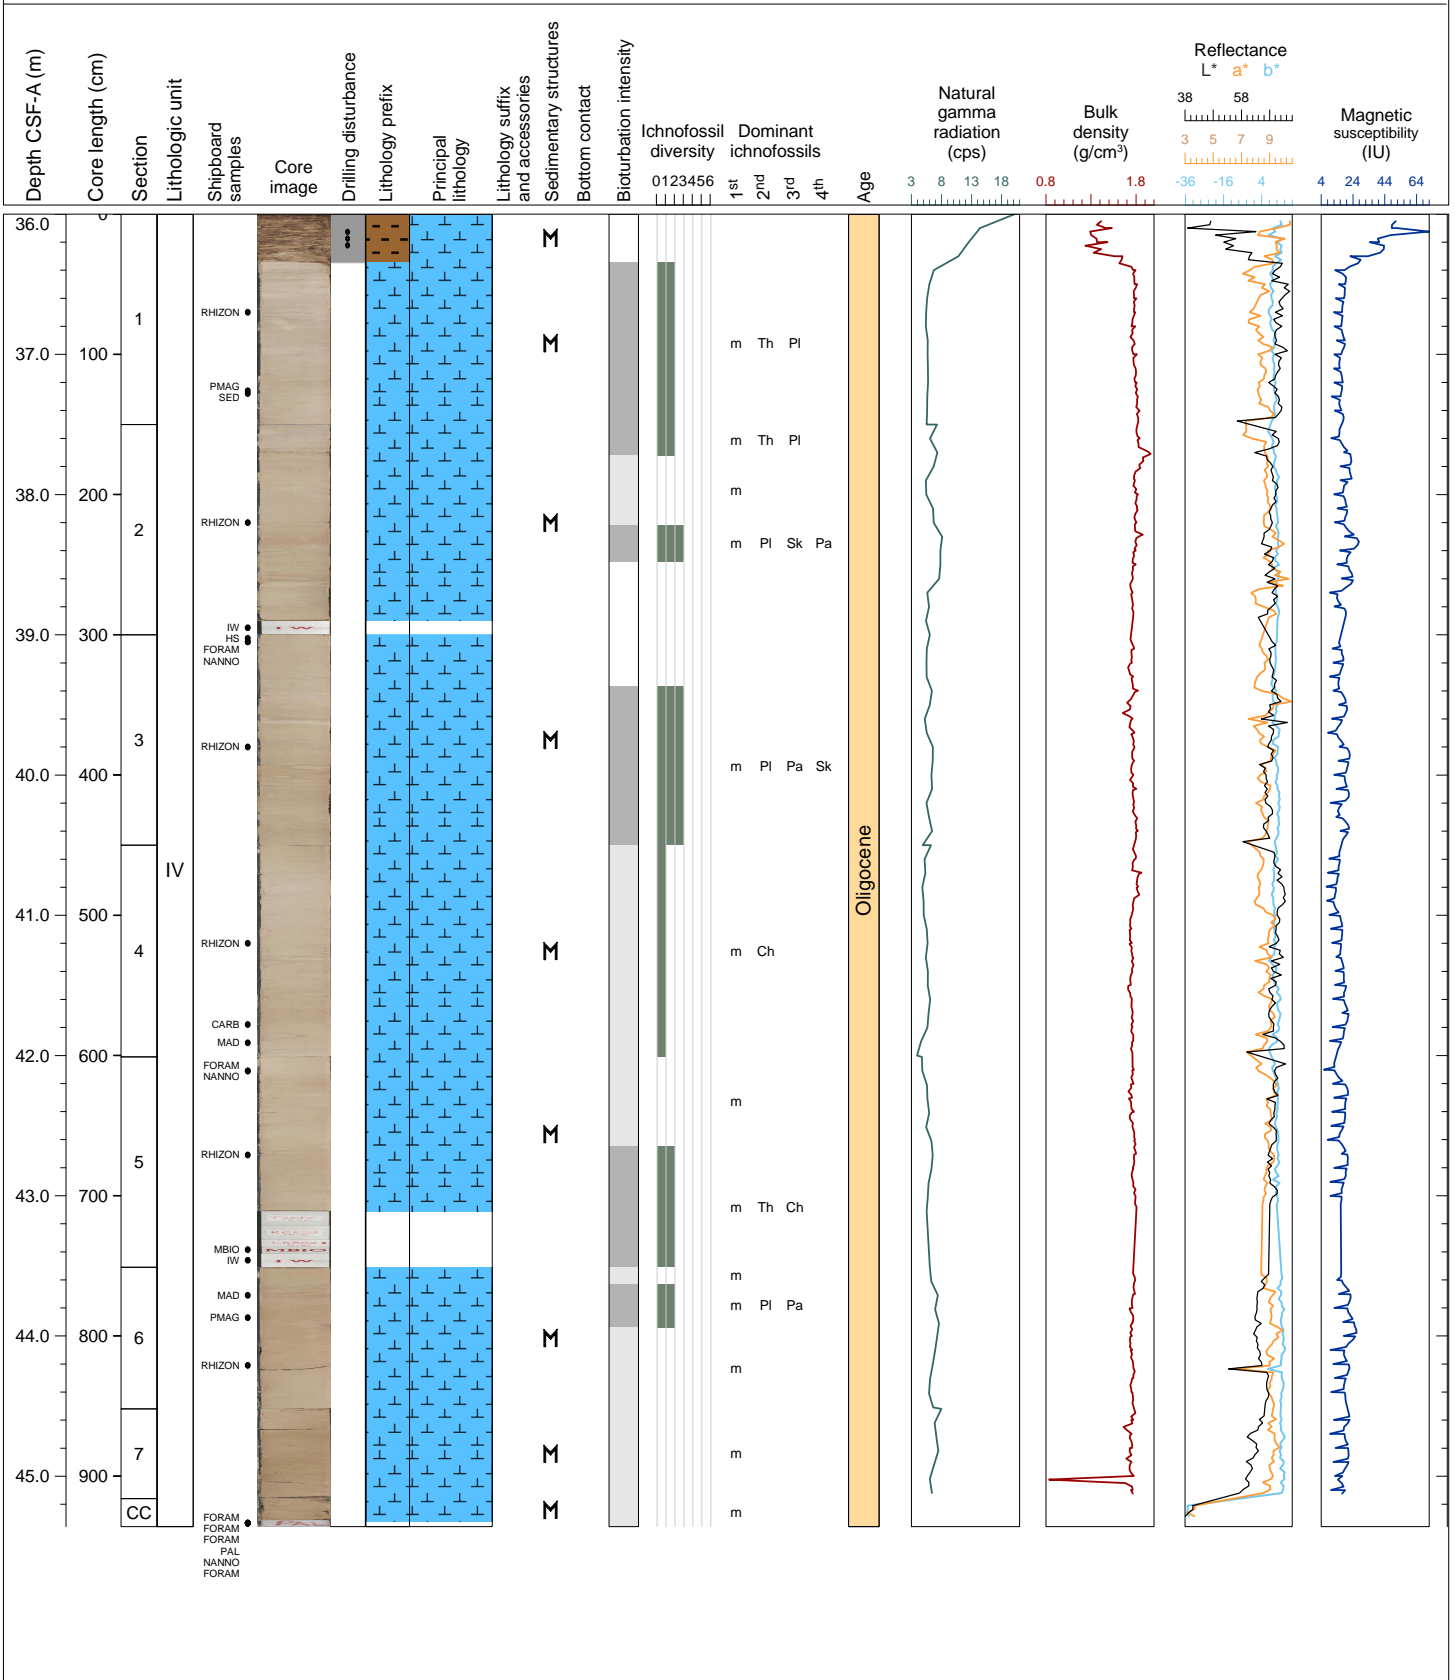 Depth CSF-A (m)
Core length (cm)
Section
Lithologic unit
Shipboard
samples
Core
image
Drilling disturbance
Lithology prefix
Principal
lithology
Lithology suffix
and accessories
Sedimentary structures
Bottom contact
Bioturbation intensity
Ichnofossil
diversity
0123456
Dominant
ichnofossils
1st 2nd 3rd 4th
Age
Natural
gamma
radiation
(cps)
3 8 13 18
Bulk
density
(g/cm³)
0.8 1.8
Reflectance
L* a* b*
38 58
3 5 7 9
-36 -16 4
Magnetic
susceptibility
(IU)
4 24 44 64
36.0 0
M
1
RHIZON
M
m Th Pl
37.0 100
PMAG
SED
m Th Pl
m
38.0 200
RHIZON
M
2
m Pl Sk Pa
IW
I W
39.0 300
HS
FORAM
NANNO
3
RHIZON
M
m Pl Pa Sk
40.0 400
IV
Oligocene
41.0 500
4
RHIZON
M
m Ch
CARB
MAD
42.0 600
FORAM
NANNO
m
M
5
RHIZON
43.0 700
m Th Ch
MBIO
MBIO
IW
I W
m
MAD
m Pl Pa
PMAG
44.0 800
6
M
RHIZON
m
7
M
m
45.0 900
CC
M
m
FORAM
FORAM
FORAM
PAL
NANNO
FORAM